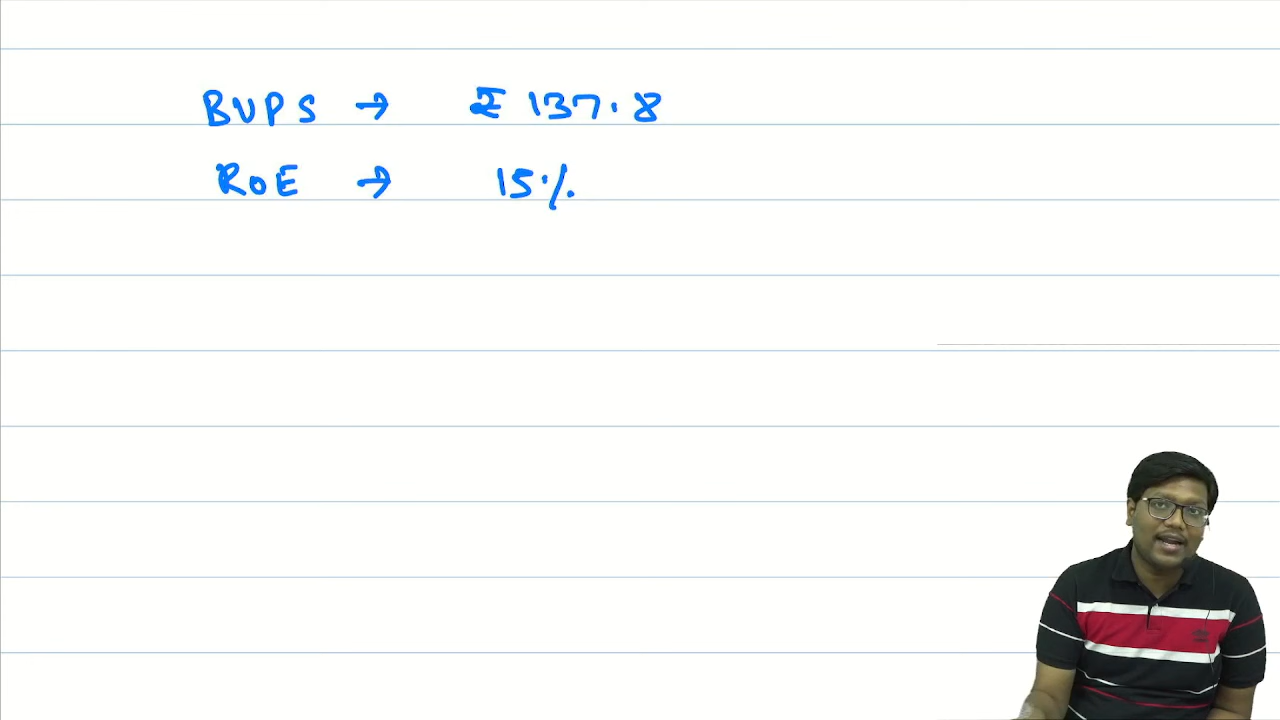 BVPS → ₹ 137.8
ROE → 15%